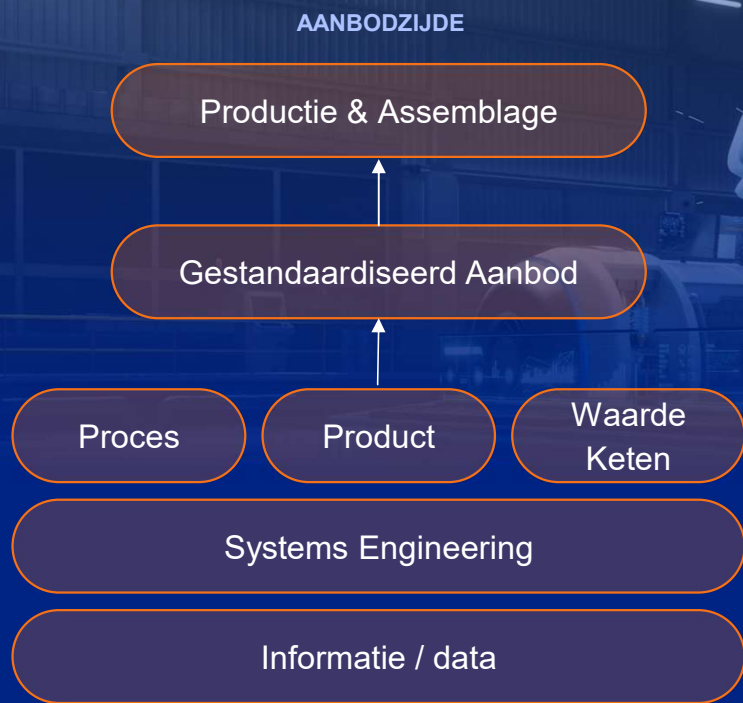 AANBODZIJDE
Productie & Assemblage
Gestandaardiseerd Aanbod
Proces
Product
Waarde
Keten
Systems Engineering
Informatie / data